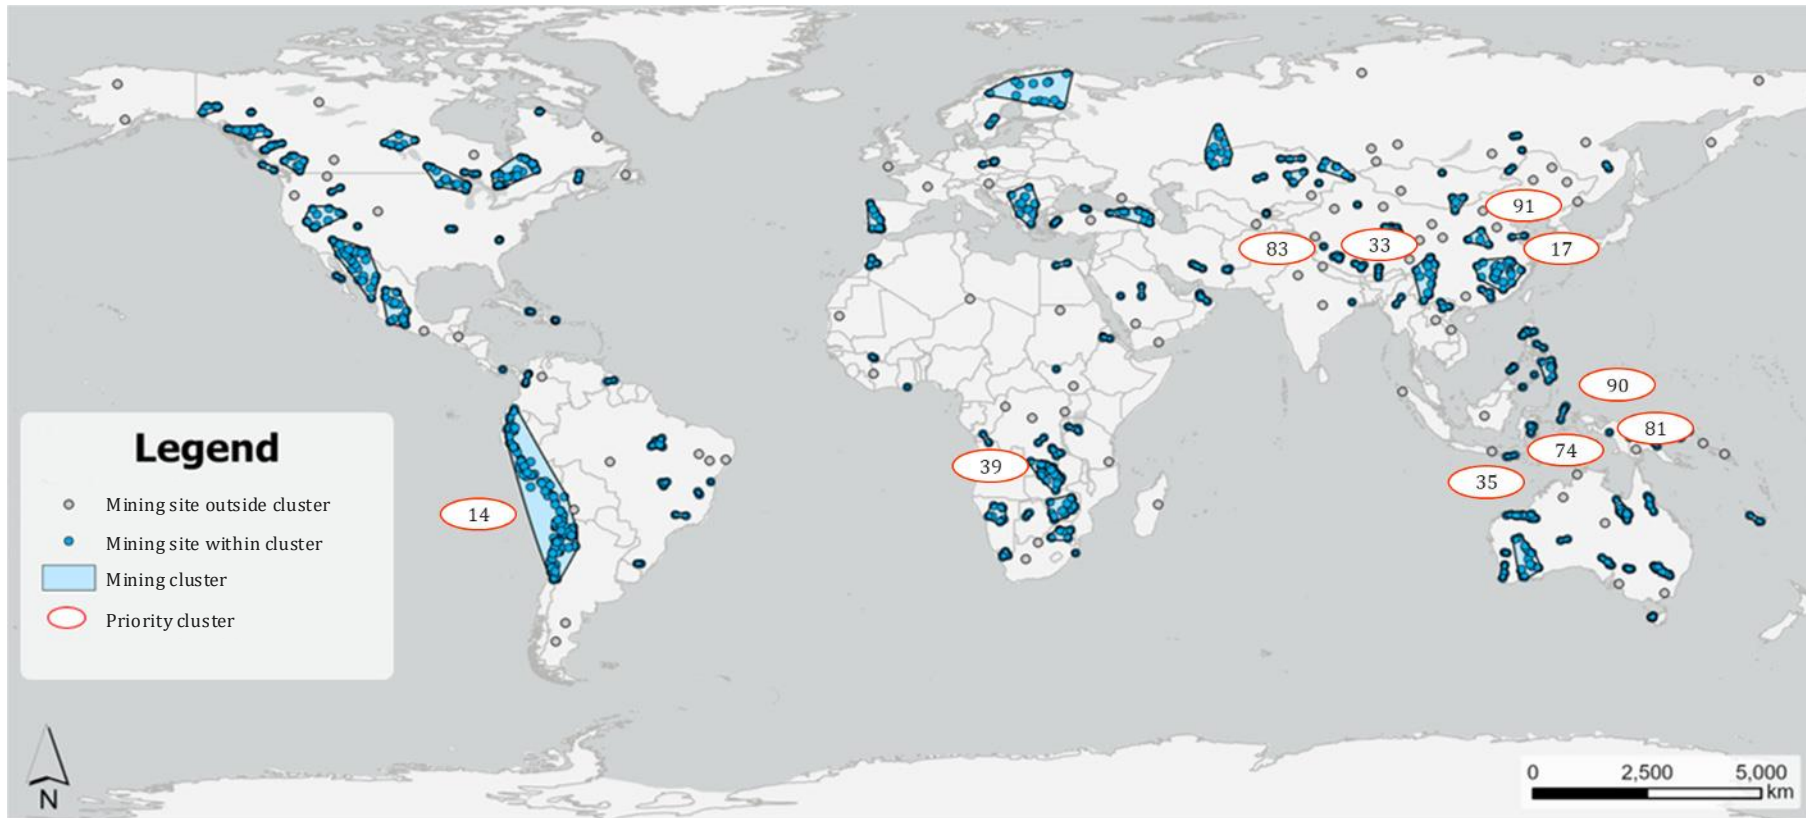 91
83
33
17
90
81
74
39
35
14
Legend
Mining site outside cluster
Mining site within cluster
Mining cluster
Priority cluster
N
0 2,500 5,000
km